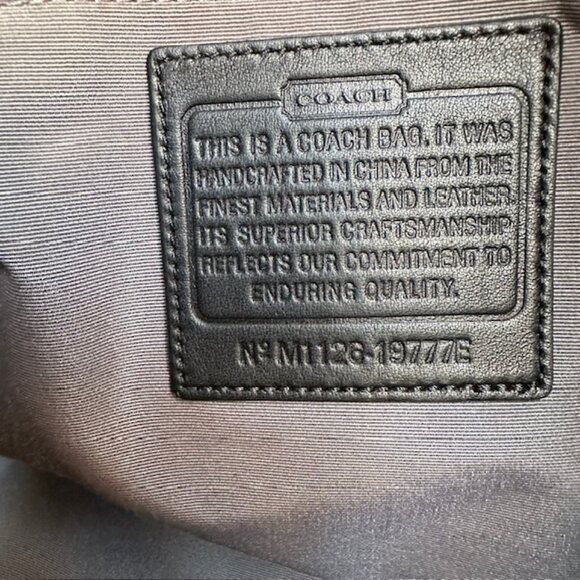 COACH
THIS IS A COACH BAG. IT WAS
HANDCRAFTED IN CHINA FROM THE
FINEST MATERIALS AND LEATHER.
ITS SUPERIOR CRAFTSMANSHIP
REFLECTS OUR COMMITMENT TO
ENDURING QUALITY.
Nº M1126-19777E